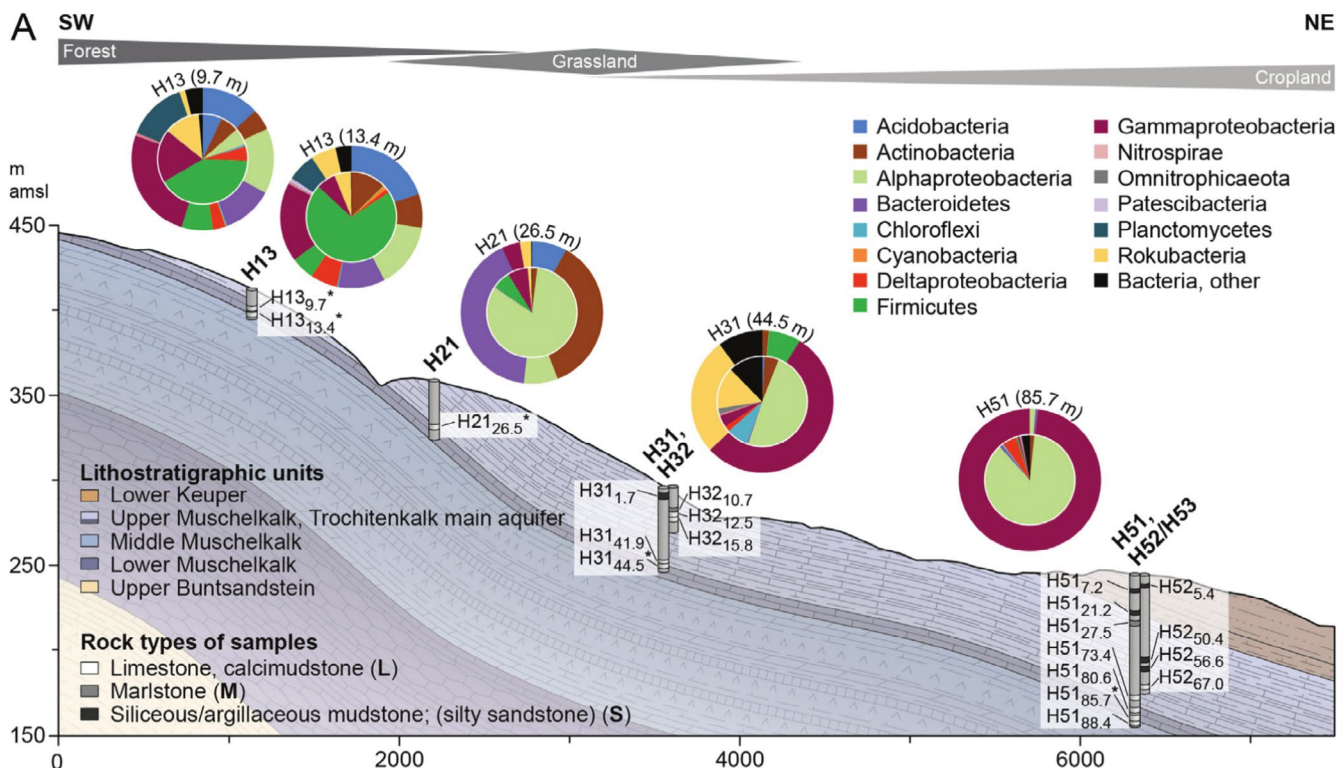 A
SW
NE
Forest
Grassland
Cropland
H13 (9.7 m)
H13 (13.4 m)
H21 (26.5 m)
H31 (44.5 m)
H51 (85.7 m)
Acidobacteria
Actinobacteria
Alphaproteobacteria
Bacteroidetes
Chloroflexi
Cyanobacteria
Deltaproteobacteria
Firmicutes
Gammaproteobacteria
Nitrospirae
Omnitrophicaeota
Patescibacteria
Planctomycetes
Rokubacteria
Bacteria, other
m
amsl
450
350
250
150
H13
H13 9.7*
H13 13.4*
H21
H21 26.5*
H31,
H32
H31 1.7
H31 41.9
H31 44.5*
H32 10.7
H32 12.5
H32 15.8
H51,
H52/H53
H51 7.2
H51 21.2
H51 27.5
H51 73.4
H51 80.6
H51 85.7*
H51 88.4
H52 5.4
H52 50.4
H52 56.6
H52 67.0
Lithostratigraphic units
Lower Keuper
Upper Muschelkalk, Trochitenkalk main aquifer
Middle Muschelkalk
Lower Muschelkalk
Upper Buntsandstein
Rock types of samples
Limestone, calcimudstone (L)
Marlstone (M)
Siliceous/argillaceous mudstone; (silty sandstone) (S)
0
2000
4000
6000